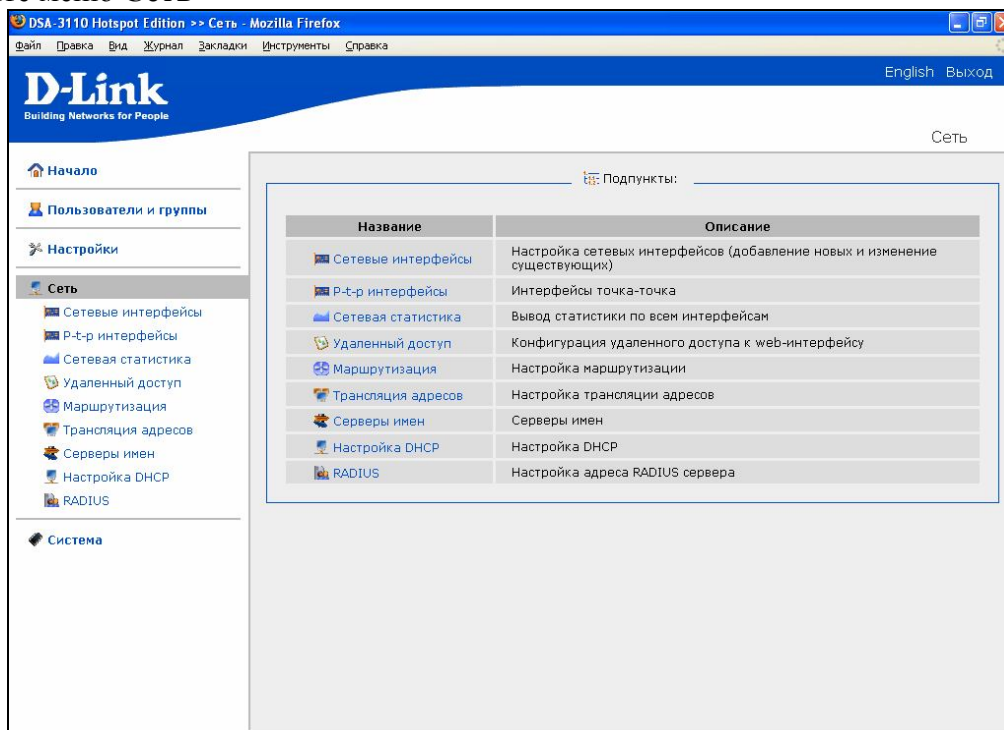 DSA-3110 Hotspot Edition >> Сеть - Mozilla Firefox
Файл Правка Вид Журнал Закладки Инструменты Справка
English Выход
D-Link
Building Networks for People
Сеть
Начало
Пользователи и группы
Настройки
Сеть
Сетевые интерфейсы
P-t-p интерфейсы
Сетевая статистика
Удаленный доступ
Маршрутизация
Трансляция адресов
Серверы имен
Настройка DHCP
RADIUS
Система
Подпункты:
Название Описание
Сетевые интерфейсы Настройка сетевых интерфейсов (добавление новых и изменение
существующих)
P-t-p интерфейсы Интерфейсы точка-точка
Сетевая статистика Вывод статистики по всем интерфейсам
Удаленный доступ Конфигурация удаленного доступа к web-интерфейсу
Маршрутизация Настройка маршрутизации
Трансляция адресов Настройка трансляции адресов
Серверы имен Серверы имен
Настройка DHCP Настройка DHCP
RADIUS Настройка адреса RADIUS сервера